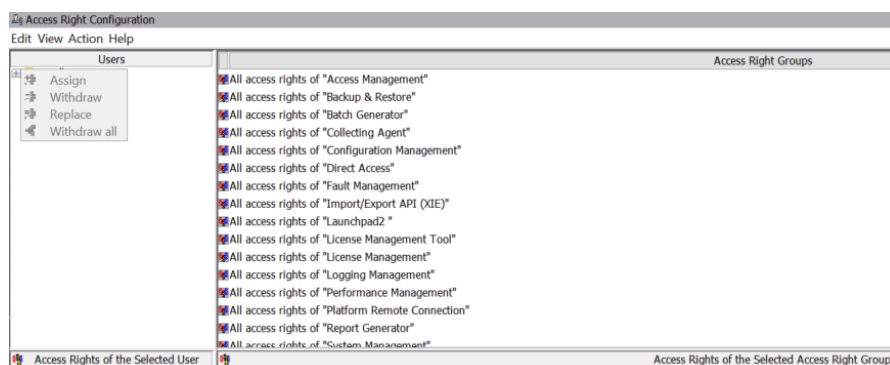 Access Right Configuration
Edit View Action Help
Users
Access Right Groups
Assign
Withdraw
Replace
Withdraw all
All access rights of "Access Management"
All access rights of "Backup & Restore"
All access rights of "Batch Generator"
All access rights of "Collecting Agent"
All access rights of "Configuration Management"
All access rights of "Direct Access"
All access rights of "Fault Management"
All access rights of "Import/Export API (XIE)"
All access rights of "Launchpad2 "
All access rights of "License Management Tool"
All access rights of "License Management"
All access rights of "Logging Management"
All access rights of "Performance Management"
All access rights of "Platform Remote Connection"
All access rights of "Report Generator"
All access rights of "System Management"
Access Rights of the Selected User
Access Rights of the Selected Access Right Group